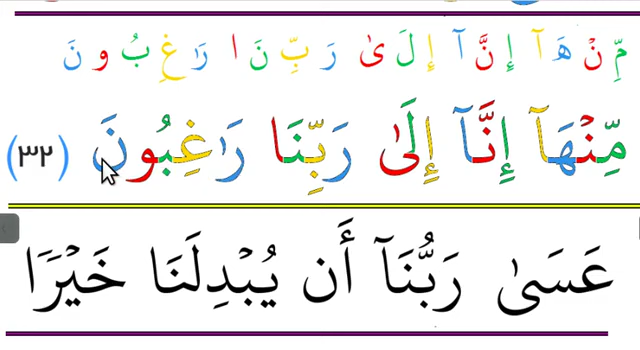 مِّ نْ هَ آ إِ نَّ آ إِ لَ ىٰ رَ بِّ نَ ا رَٰ غِ بُ و نَ
مِّنْهَآ إِنَّآ إِلَىٰ رَبِّنَا رَٰغِبُونَ (٣٢)
عَسَىٰ رَبُّنَآ أَن يُبْدِلَنَا خَيْرًا